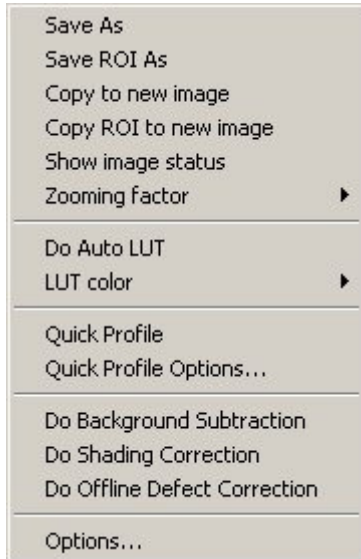 Save As
Save ROI As
Copy to new image
Copy ROI to new image
Show image status
Zooming factor
Do Auto LUT
LUT color
Quick Profile
Quick Profile Options...
Do Background Subtraction
Do Shading Correction
Do Offline Defect Correction
Options...